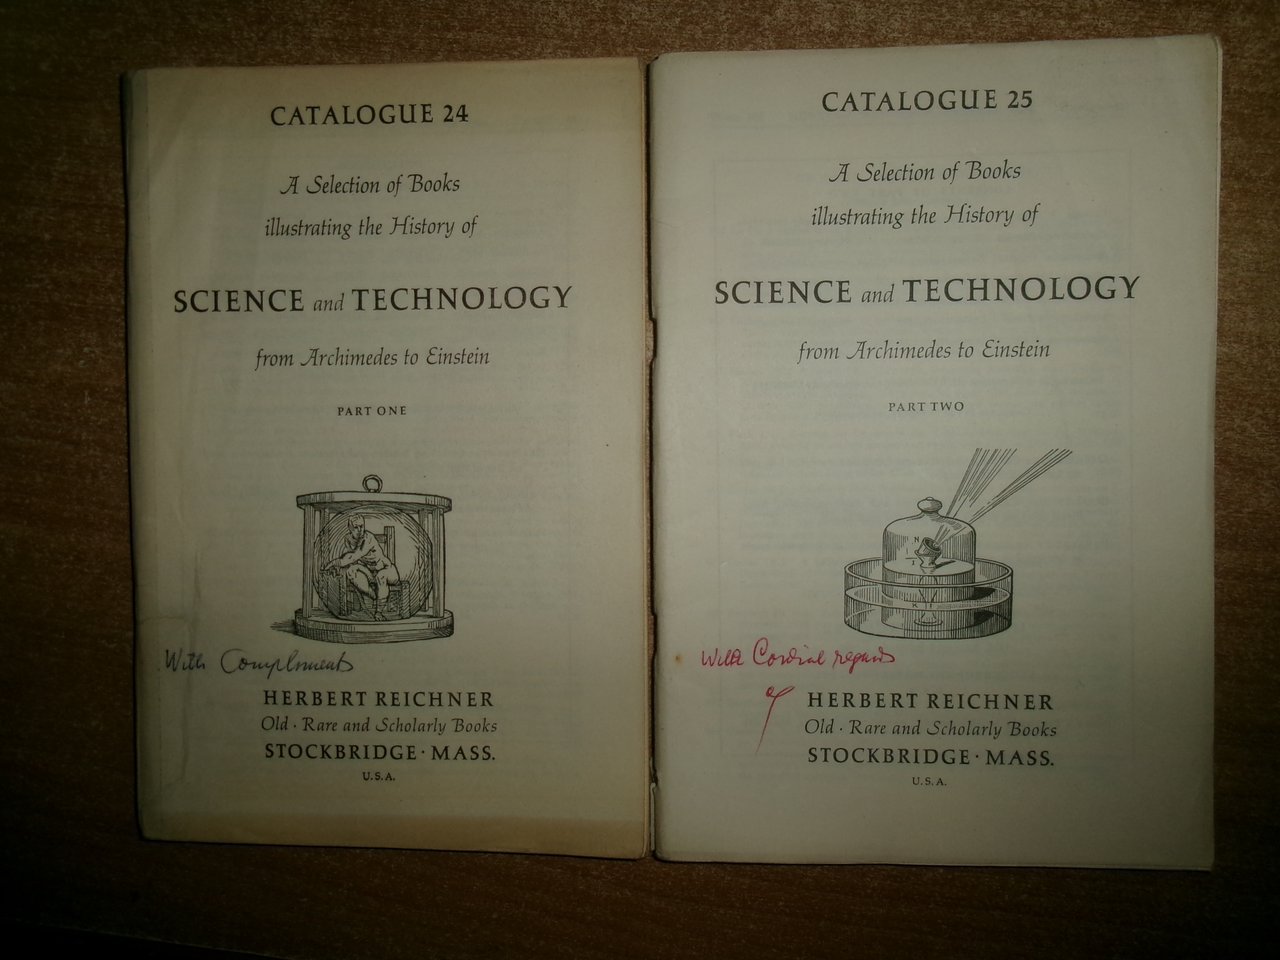 CATALOGUE 24
A Selection of Books
illustrating the History of
SCIENCE and TECHNOLOGY
from Archimedes to Einstein
PART ONE
With Compliments
HERBERT REICHNER
Old · Rare and Scholarly Books
STOCKBRIDGE · MASS.
U.S.A.
CATALOGUE 25
A Selection of Books
illustrating the History of
SCIENCE and TECHNOLOGY
from Archimedes to Einstein
PART TWO
With Cordial regards
HERBERT REICHNER
Old · Rare and Scholarly Books
STOCKBRIDGE · MASS.
U.S.A.